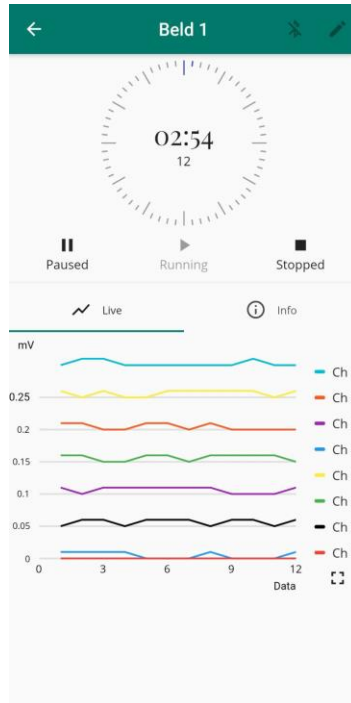 Beld 1
02:54
12
Paused
Running
Stopped
Live
Info
mV
0.25
0.2
0.15
0.1
0.05
0
0 3 6 9 12
Data
Ch
Ch
Ch
Ch
Ch
Ch
Ch
Ch